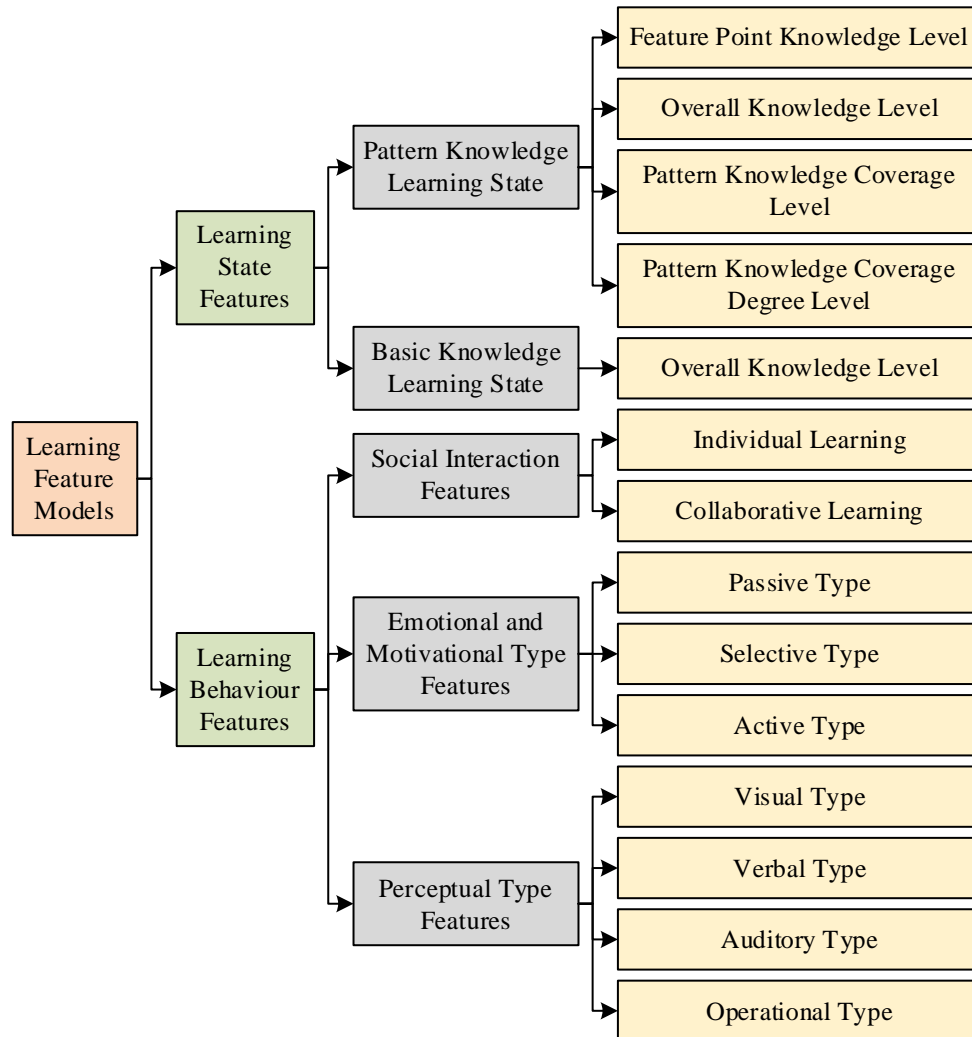 Feature Point Knowledge Level
Overall Knowledge Level
Pattern Knowledge
Learning State
Pattern Knowledge Coverage
Level
Learning
State
Features
Pattern Knowledge Coverage
Degree Level
Basic Knowledge
Learning State
Overall Knowledge Level
Learning
Feature
Models
Social Interaction
Features
Individual Learning
Collaborative Learning
Learning
Behaviour
Features
Emotional and
Motivational Type
Features
Passive Type
Selective Type
Active Type
Perceptual Type
Features
Visual Type
Verbal Type
Auditory Type
Operational Type